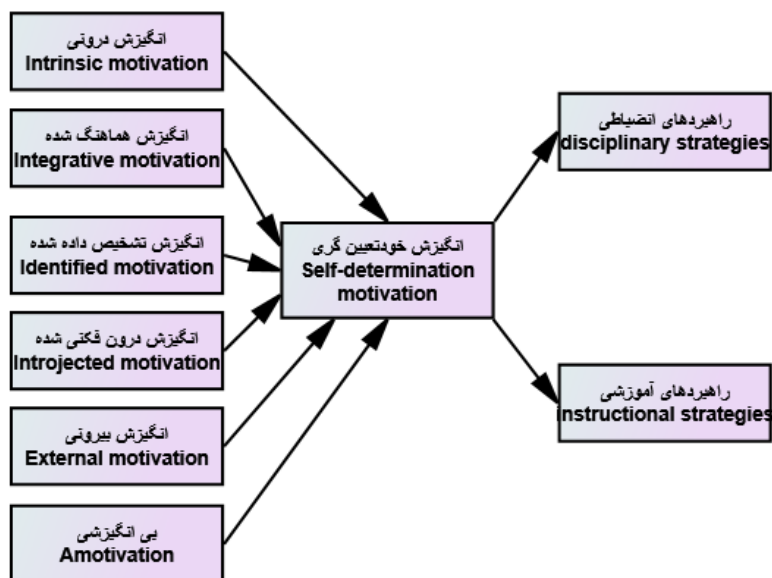 انگیزش درونی
Intrinsic motivation
انگیزش هماهنگ شده
Integrative motivation
انگیزش تشخیص داده شده
Identified motivation
انگیزش درون فکنی شده
Introjected motivation
انگیزش بیرونی
External motivation
بی انگیزشی
Amotivation
انگیزش خودتعیین گری
Self-determination
motivation
راهبردهای انضباطی
disciplinary strategies
راهبردهای آموزشی
instructional strategies